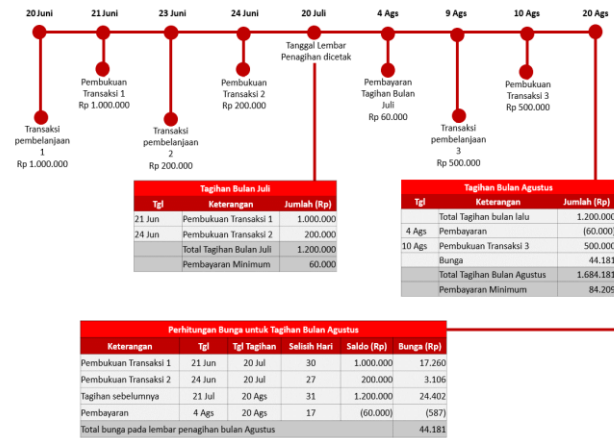 20 Juni 21 Juni 23 Juni 24 Juni 20 Juli 4 Ags 9 Ags 10 Ags 20 Ags
Tanggal Lembar
Penagihan dicetak
Pembukuan
Transaksi 1
Rp 1.000.000
Pembukuan
Transaksi 2
Rp 200.000
Pembayaran
Tagihan Bulan
Juli
Rp 60.000
Pembukuan
Transaksi 3
Rp 500.000
Transaksi
pembelanjaan
1
Rp 1.000.000
Transaksi
pembelanjaan
2
Rp 200.000
Transaksi
pembelanjaan
3
Rp 500.000
Tagihan Bulan Juli
Tgl Keterangan Jumlah (Rp)
21 Jun Pembukuan Transaksi 1 1.000.000
24 Jun Pembukuan Transaksi 2 200.000
Total Tagihan Bulan Juli 1.200.000
Pembayaran Minimum 60.000
Tagihan Bulan Agustus
Tgl Keterangan Jumlah (Rp)
Total Tagihan bulan lalu 1.200.000
4 Ags Pembayaran (60.000)
10 Ags Pembukuan Transaksi 3 500.000
Bunga 44.181
Total Tagihan Bulan Agustus 1.684.181
Pembayaran Minimum 84.209
Perhitungan Bunga untuk Tagihan Bulan Agustus
Keterangan Tgl Tgl Tagihan Selisih Hari Saldo (Rp) Bunga (Rp)
Pembukuan Transaksi 1 21 Jun 20 Jul 30 1.000.000 17.260
Pembukuan Transaksi 2 24 Jun 20 Jul 27 200.000 3.106
Tagihan sebelumnya 21 Jul 20 Ags 31 1.200.000 24.402
Pembayaran 4 Ags 20 Ags 17 (60.000) (587)
Total bunga pada lembar penagihan bulan Agustus 44.181